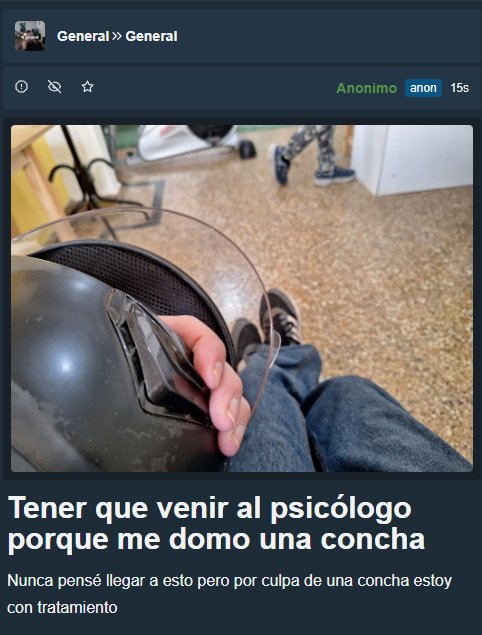 General » General
Anonimo anon 15s
Tener que venir al psicólogo
porque me domo una concha
Nunca pensé llegar a esto pero por culpa de una concha estoy
con tratamiento